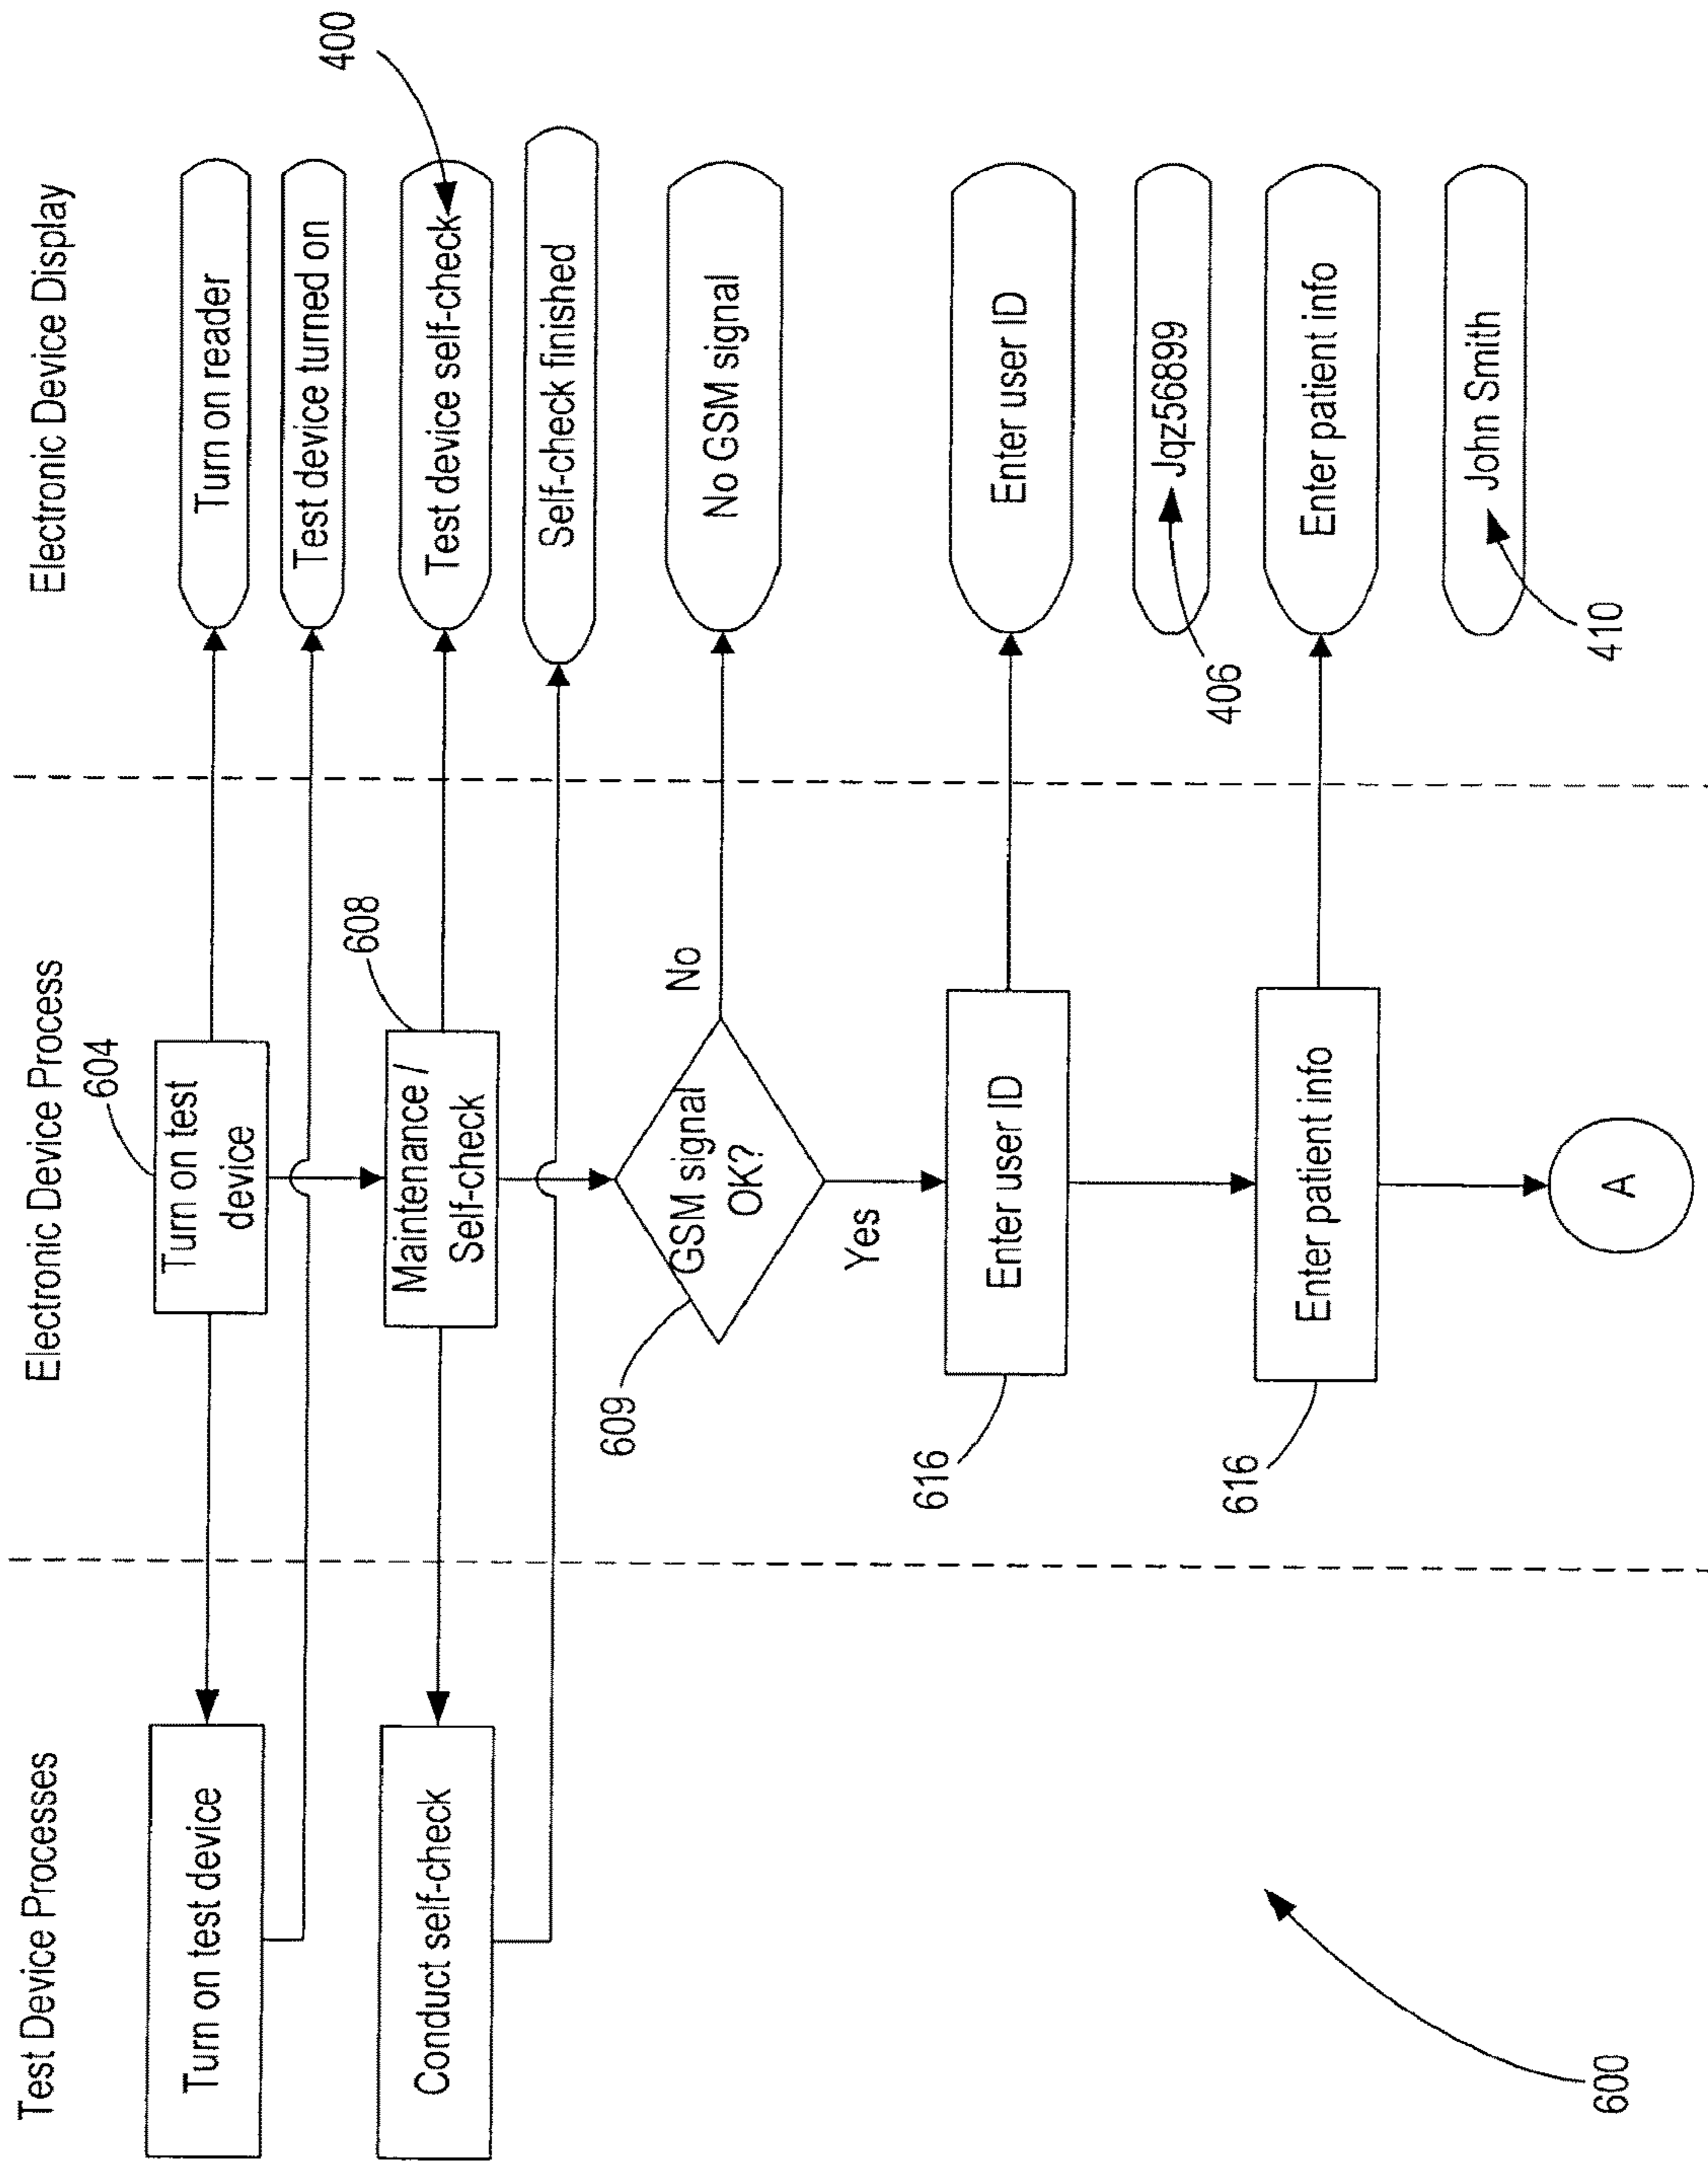 Test Device Processes
Electronic Device Process
Electronic Device Display
604
Turn on test device
Turn on test
device
Turn on reader
Test device turned on
400
608
Conduct self-check
Maintenance /
Self-check
Test device self-check
Self-check finished
609
GSM signal
OK?
No
No GSM signal
Yes
616
Enter user ID
Enter user ID
406
Jqz56899
616
Enter patient info
Enter patient info
John Smith
410
A
600